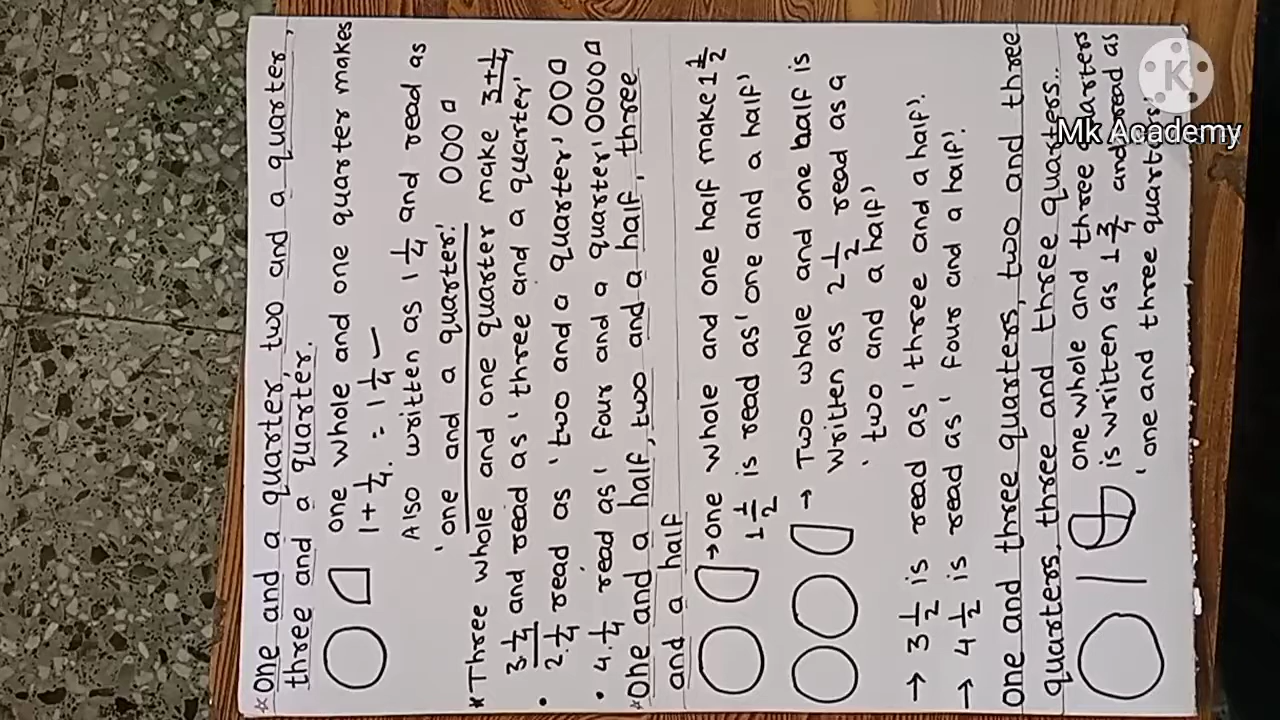 *One and a quarter, two and a quarter,
three and a quarter.
one whole and one quarter makes
1 + 1/4. = 1 1/4 —
Also written as 1 1/4 and read as
'one and a quarter.'
*Three whole and one quarter make 3+1/4
3 1/4 and read as 'three and a quarter'
• 2.1/4 read as 'two and a quarter'
• 4.1/4 read as 'four and a quarter'
*One and a half, two and a half, three
and a half
→ one whole and one half make 1 1/2
1 1/2 is read as 'one and a half'
→ Two whole and one half is
written as 2 1/2 read as a
'two and a half'
→ 3 1/2 is read as 'three and a half'.
→ 4 1/2 is read as 'four and a half'.
One and three quarters, two and three
quarters, three and three quarters..
one whole and three quarters
is written as 1 3/4 and read as
'one and three quarters'
K
Mk Academy